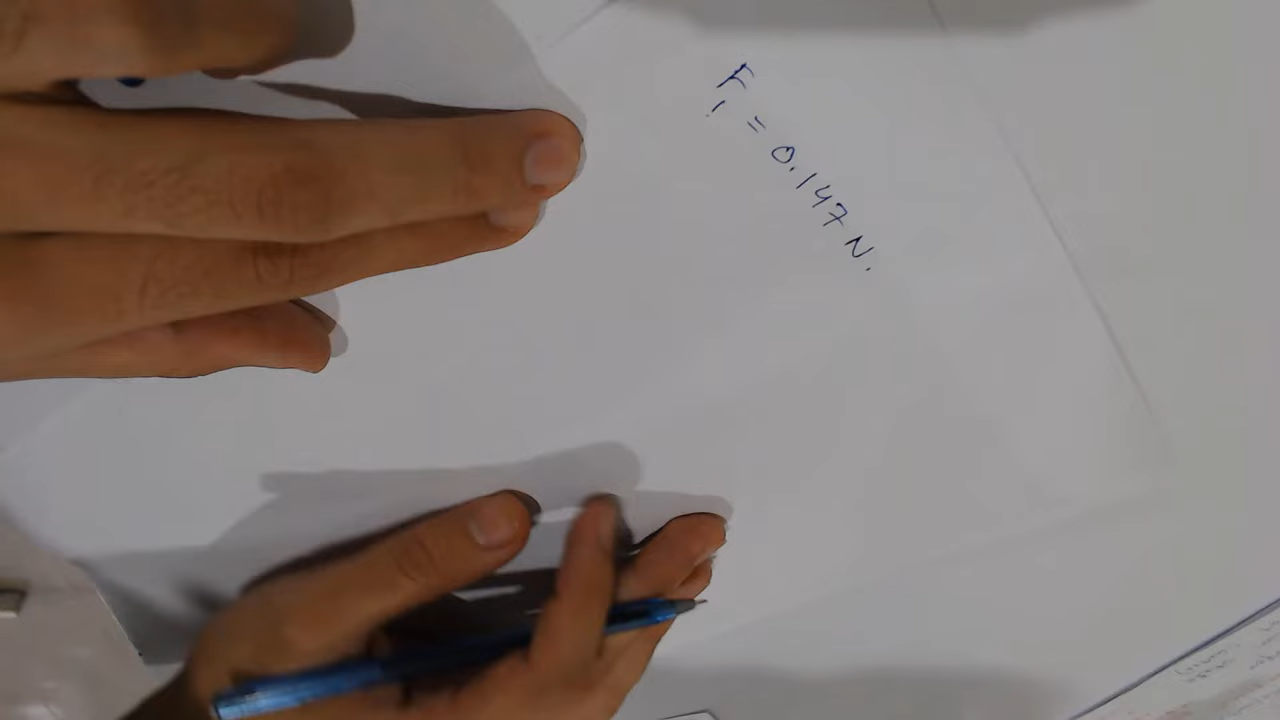 F₁ = 0.147 N.